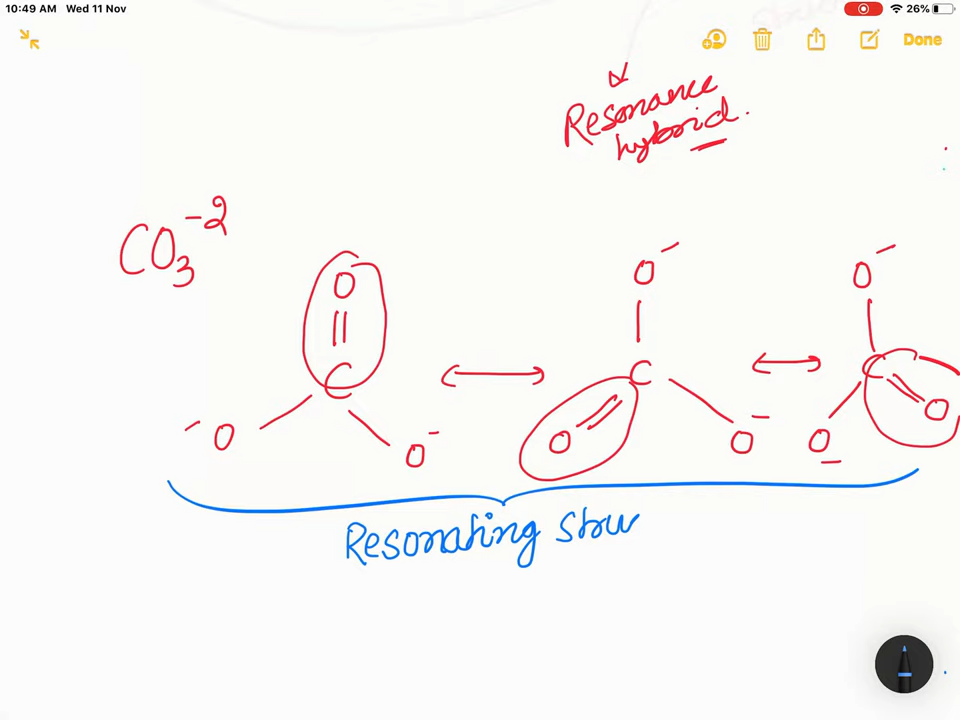 10:49 AM Wed 11 Nov
26%
Done
Resonance
hybrid.
CO₃⁻²
O
O⁻
O⁻
C
C
C
⁻O
O⁻
O
O⁻
O⁻
O
Resonating stru